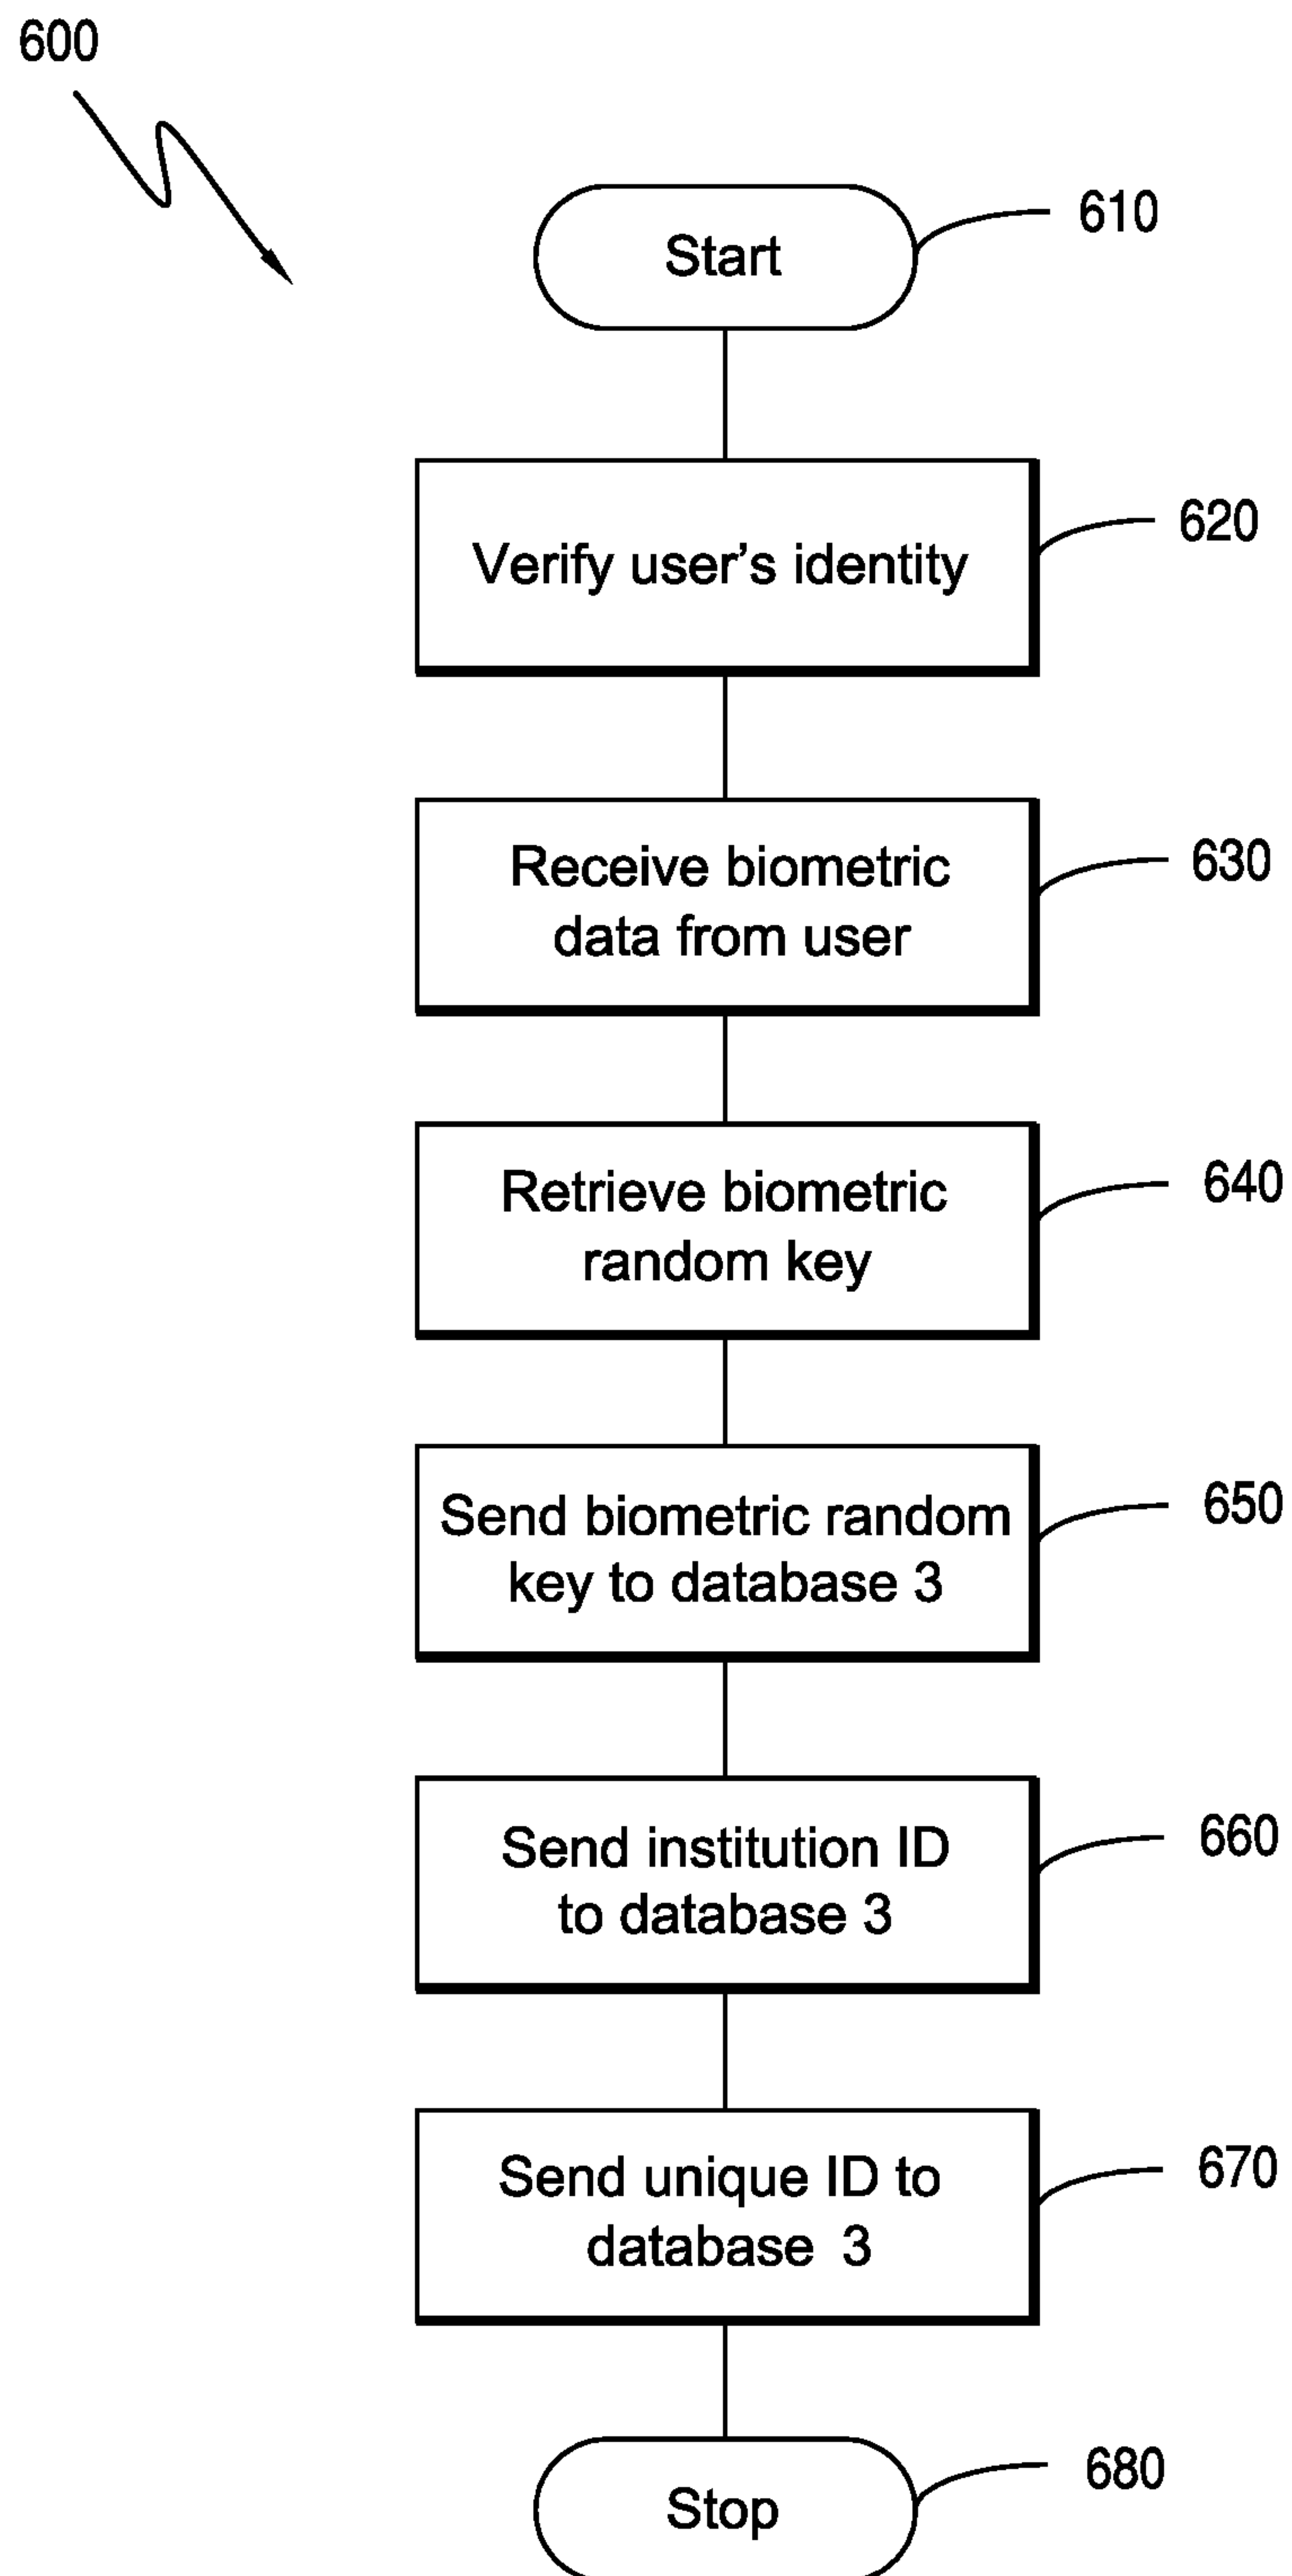 600
Start
610
Verify user’s identity
620
Receive biometric
data from user
630
Retrieve biometric
random key
640
Send biometric random
key to database 3
650
Send institution ID
to database 3
660
Send unique ID to
database 3
670
Stop
680